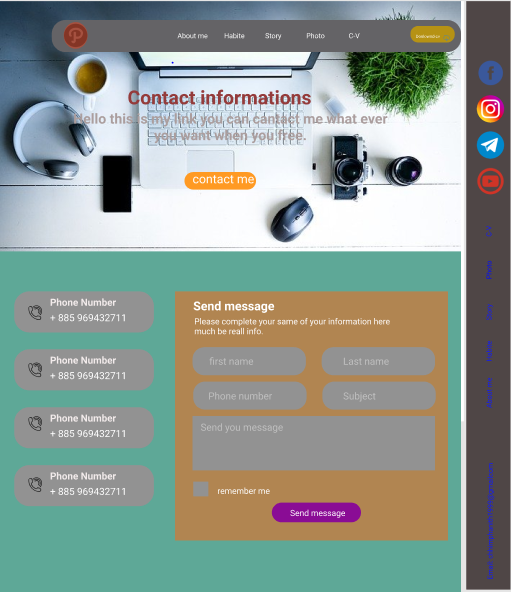 About me Habite Story Photo C-V
Contact informations
Hello this is my link you can cantact me what ever
you want when you free.
contact me
Phone Number
+ 885 969432711
Phone Number
+ 885 969432711
Phone Number
+ 885 969432711
Phone Number
+ 885 969432711
Send message
Please complete your same of your information here
much be reall info.
first name Last name
Phone number Subject
Send you message
remember me
Send message
C-V
Photo
Story
Habite
About me